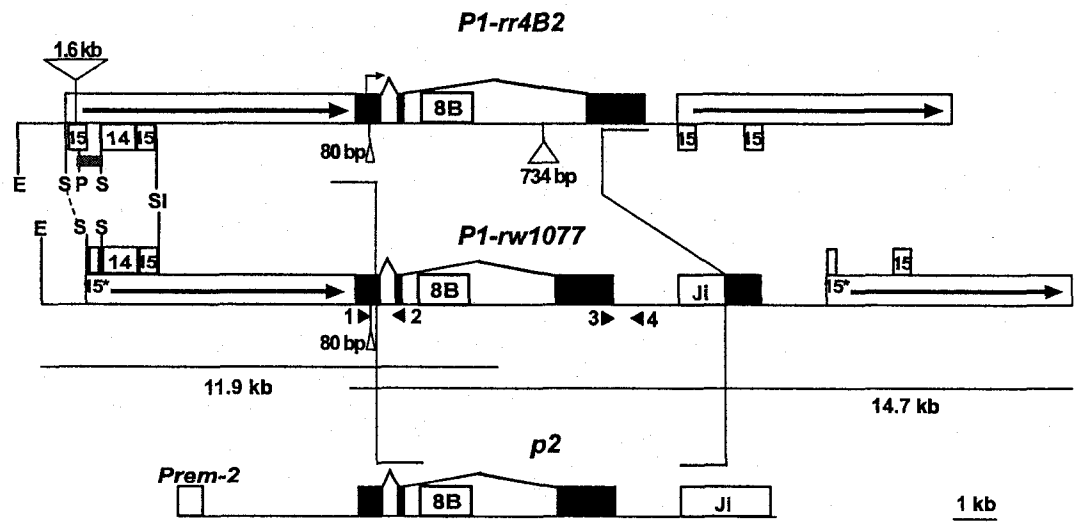 P1-rr4B2
1.6 kb
8B
15 14 15
15 15
80 bp
734 bp
E S P S
SI
E S S
P1-rw1077
14 15
15
15*
8B
Ji
15*
1 2 3 4
80 bp
11.9 kb
14.7 kb
p2
Prem-2
8B
Ji
1 kb